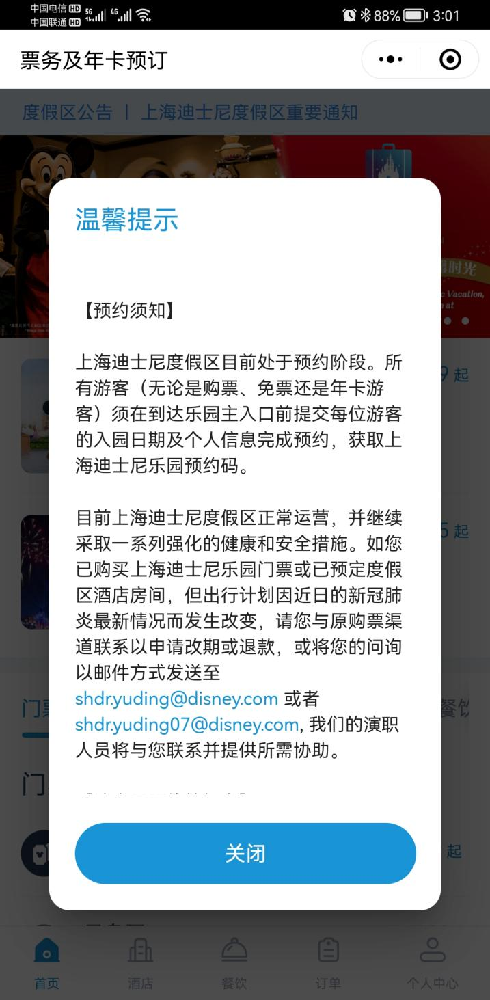 中国电信 HD 5G 4G 88% 3:01
中国联通 HD
票务及年卡预订
度假区公告 | 上海迪士尼度假区重要通知
温馨提示
时光
c Vacation,
n at
【预约须知】
上海迪士尼度假区目前处于预约阶段。所
有游客（无论是购票、免票还是年卡游
客）须在到达乐园主入口前提交每位游客
的入园日期及个人信息完成预约，获取上
海迪士尼乐园预约码。
9 起
目前上海迪士尼度假区正常运营，并继续
5 起
采取一系列强化的健康和安全措施。如您
已购买上海迪士尼乐园门票或已预定度假
区酒店房间，但出行计划因近日的新冠肺
炎最新情况而发生改变，请您与原购票渠
道联系以申请改期或退款，或将您的问询
以邮件方式发送至
shdr.yuding@disney.com 或者
shdr.yuding07@disney.com, 我们的演职
人员将与您联系并提供所需协助。
门
餐饮
门
关闭
起
首页 酒店 餐饮 订单 个人中心